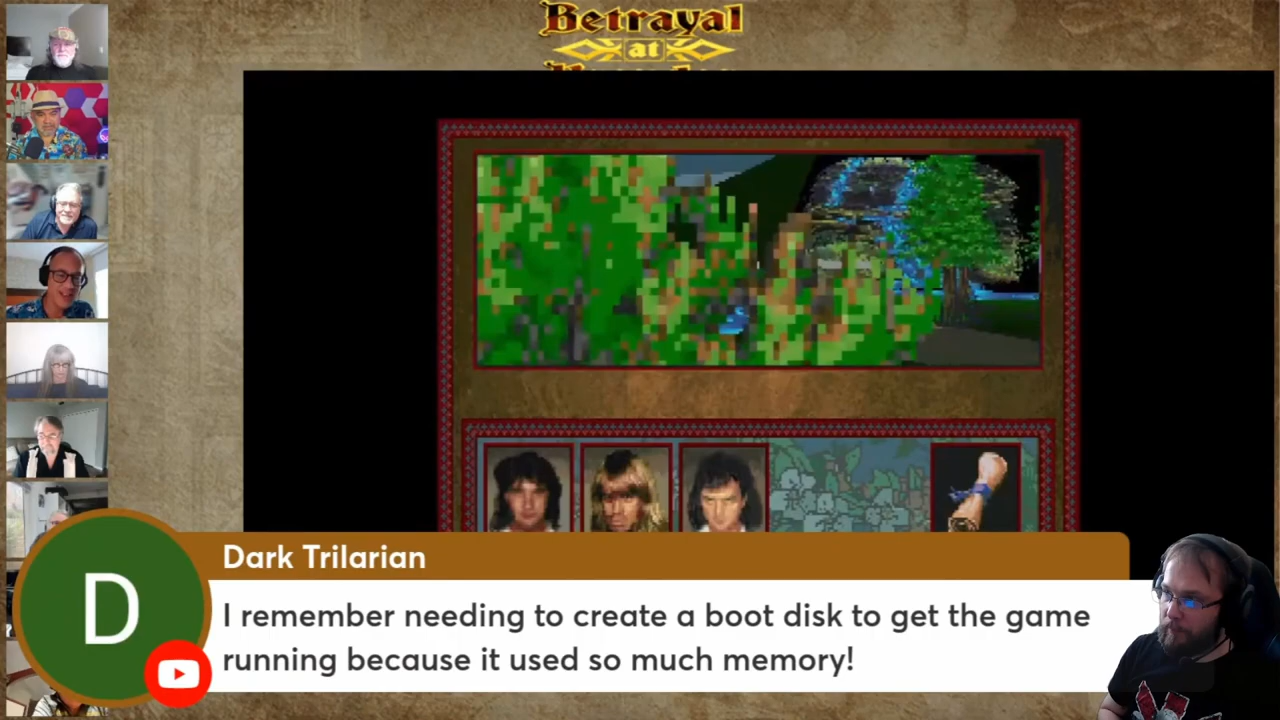 Betrayal
at
D
Dark Trilarian
I remember needing to create a boot disk to get the game
running because it used so much memory!